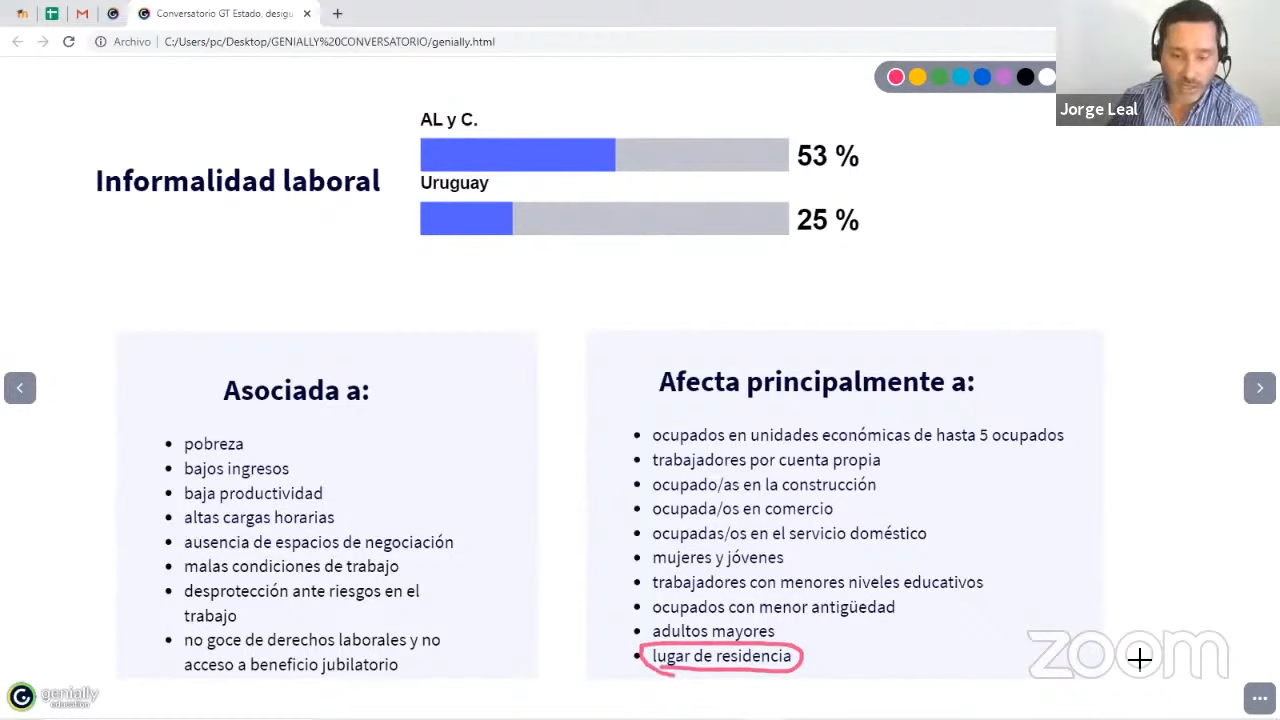 Conversatorio GT Estado, desigu
Archivo
C:/Users/pc/Desktop/GENIALLY%20CONVERSATORIO/genially.html
Jorge Leal
Informalidad laboral
AL y C.
53 %
Uruguay
25 %
Asociada a:
pobreza
bajos ingresos
baja productividad
altas cargas horarias
ausencia de espacios de negociación
malas condiciones de trabajo
desprotección ante riesgos en el
trabajo
no goce de derechos laborales y no
acceso a beneficio jubilatorio
Afecta principalmente a:
ocupados en unidades económicas de hasta 5 ocupados
trabajadores por cuenta propia
ocupado/as en la construcción
ocupada/os en comercio
ocupadas/os en el servicio doméstico
mujeres y jóvenes
trabajadores con menores niveles educativos
ocupados con menor antigüedad
adultos mayores
lugar de residencia
zoom
genially
education